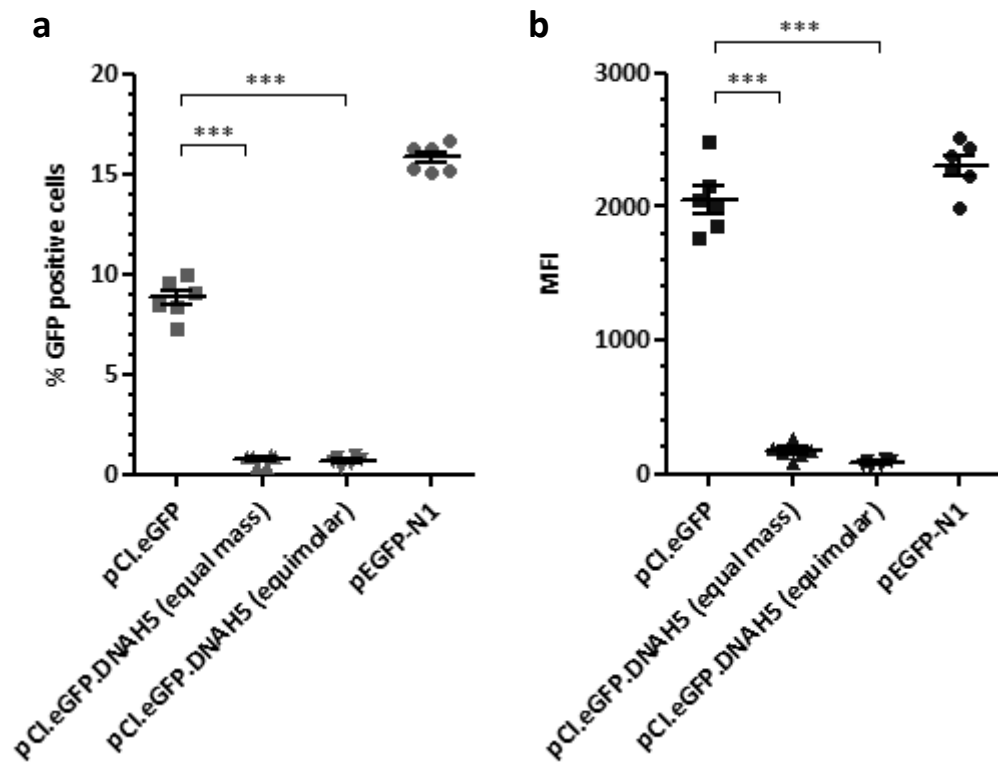 a
***
***
20
15
10
5
0
% GFP positive cells
pCI.eGFP
pCI.eGFP.DNAH5 (equal mass)
pCI.eGFP.DNAH5 (equimolar)
pEGFP-N1
b
***
***
3000
2000
1000
0
MFI
pCI.eGFP
pCI.eGFP.DNAH5 (equal mass)
pCI.eGFP.DNAH5 (equimolar)
pEGFP-N1